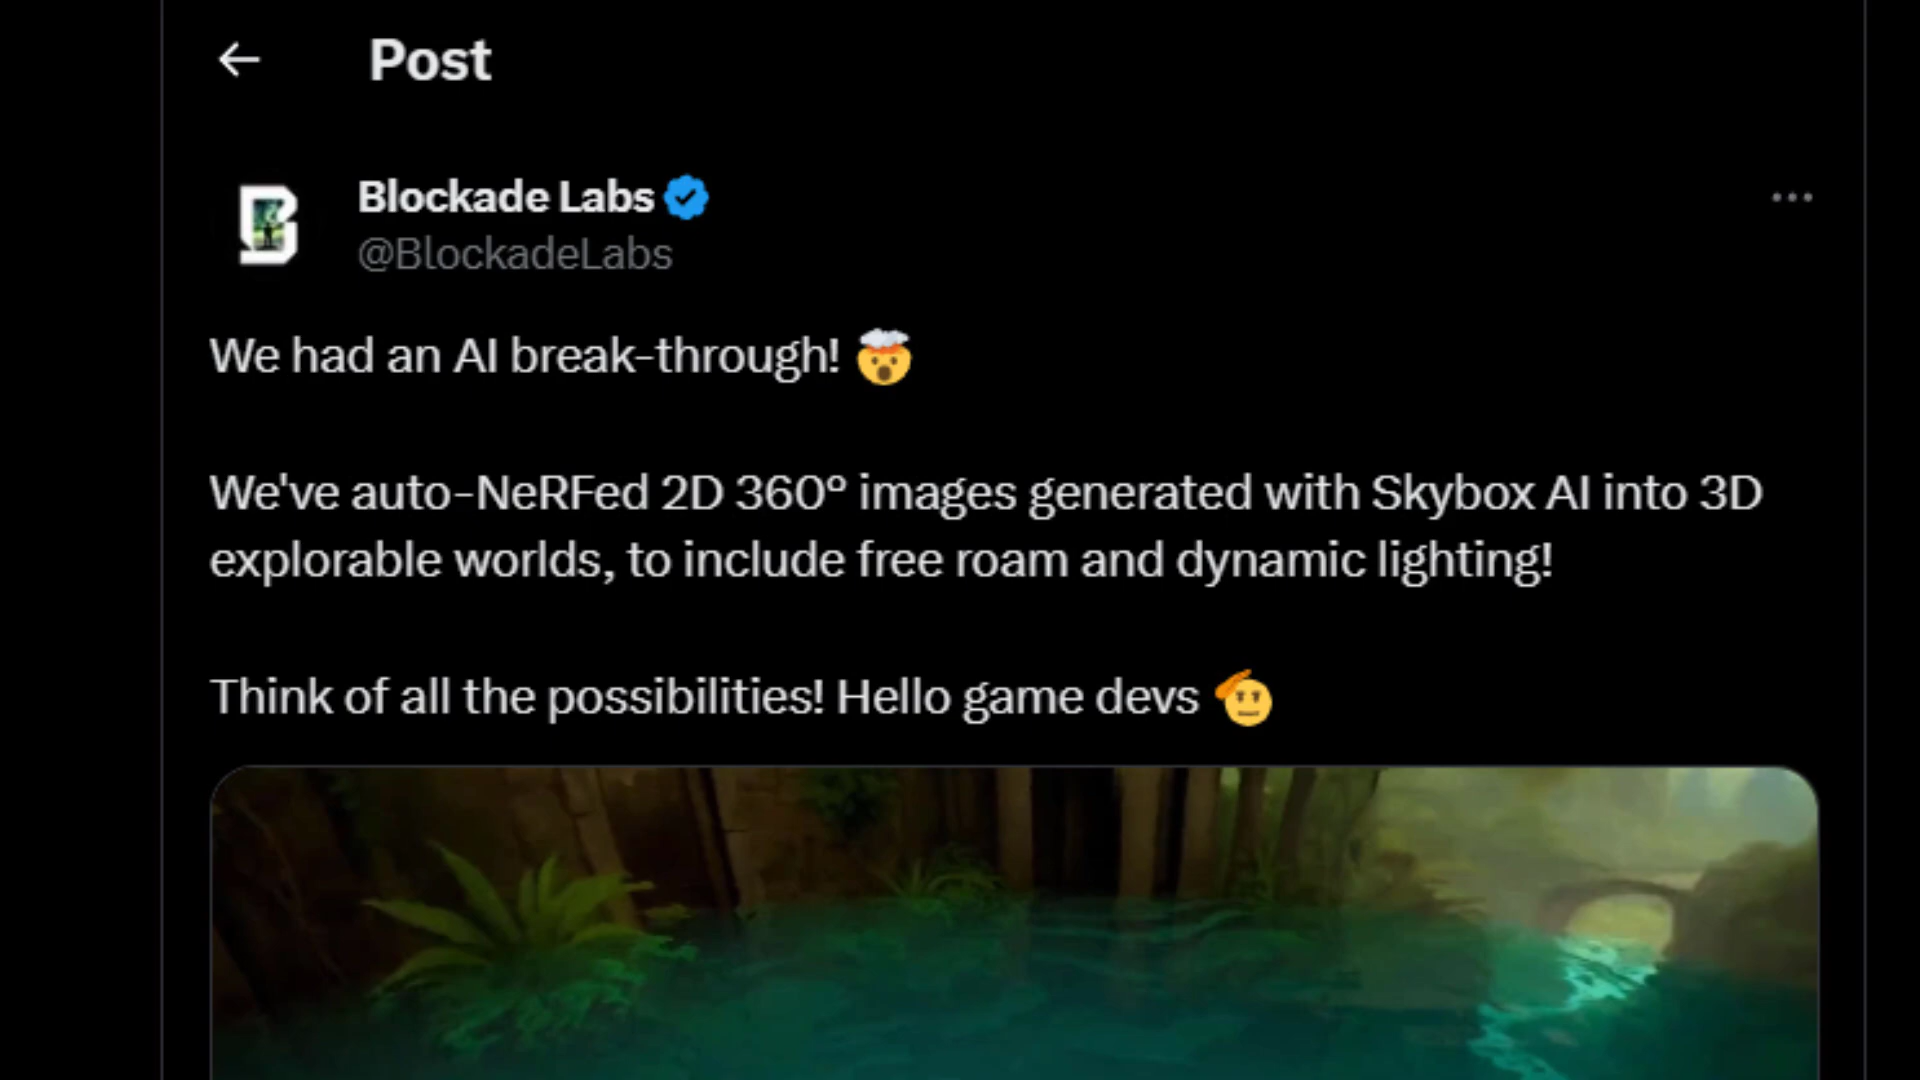 Post
Blockade Labs
@BlockadeLabs
We had an AI break-through! 🤯
We've auto-NeRFed 2D 360° images generated with Skybox AI into 3D
explorable worlds, to include free roam and dynamic lighting!
Think of all the possibilities! Hello game devs 🫡